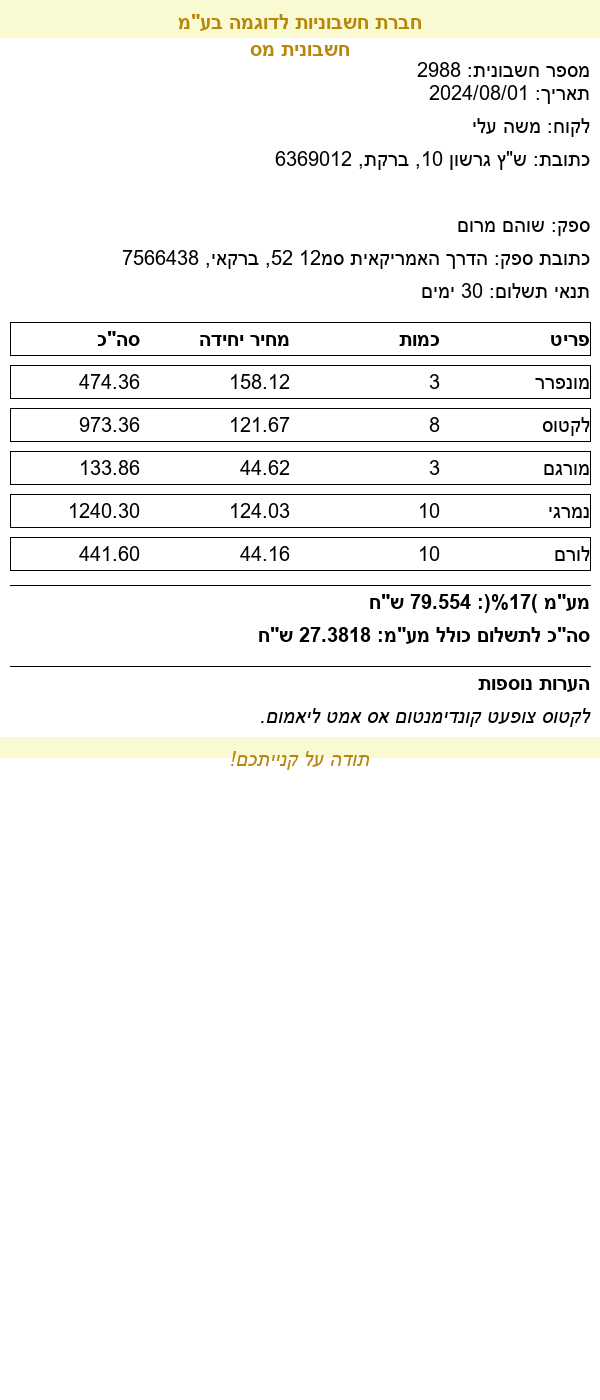 חברת חשבוניות לדוגמה בע"מ
חשבונית מס
מספר חשבונית: 2988
תאריך: 2024/08/01
לקוח: משה עלי
כתובת: ש"ץ גרשון 10, ברקת, 6369012
ספק: שוהם מרום
כתובת ספק: הדרך האמריקאית סמ12 52, ברקאי, 7566438
תנאי תשלום: 30 ימים
פריט כמות מחיר יחידה סה"כ
מונפרר 3 158.12 474.36
לקטוס 8 121.67 973.36
מורגם 3 44.62 133.86
נמרגי 10 124.03 1240.30
לורם 10 44.16 441.60
מע"מ )17%(: 79.554 ש"ח
סה"כ לתשלום כולל מע"מ: 27.3818 ש"ח
הערות נוספות
לקטוס צופעט קונדימנטום אס אמט ליאמום.
תודה על קנייתכם!